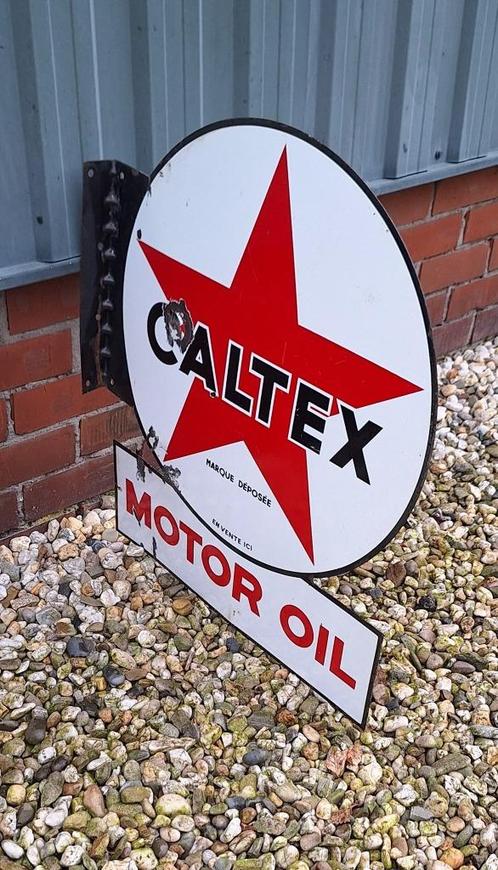 CALTEX
MARQUE DÉPOSÉE
EN VENTE ICI
MOTOR OIL